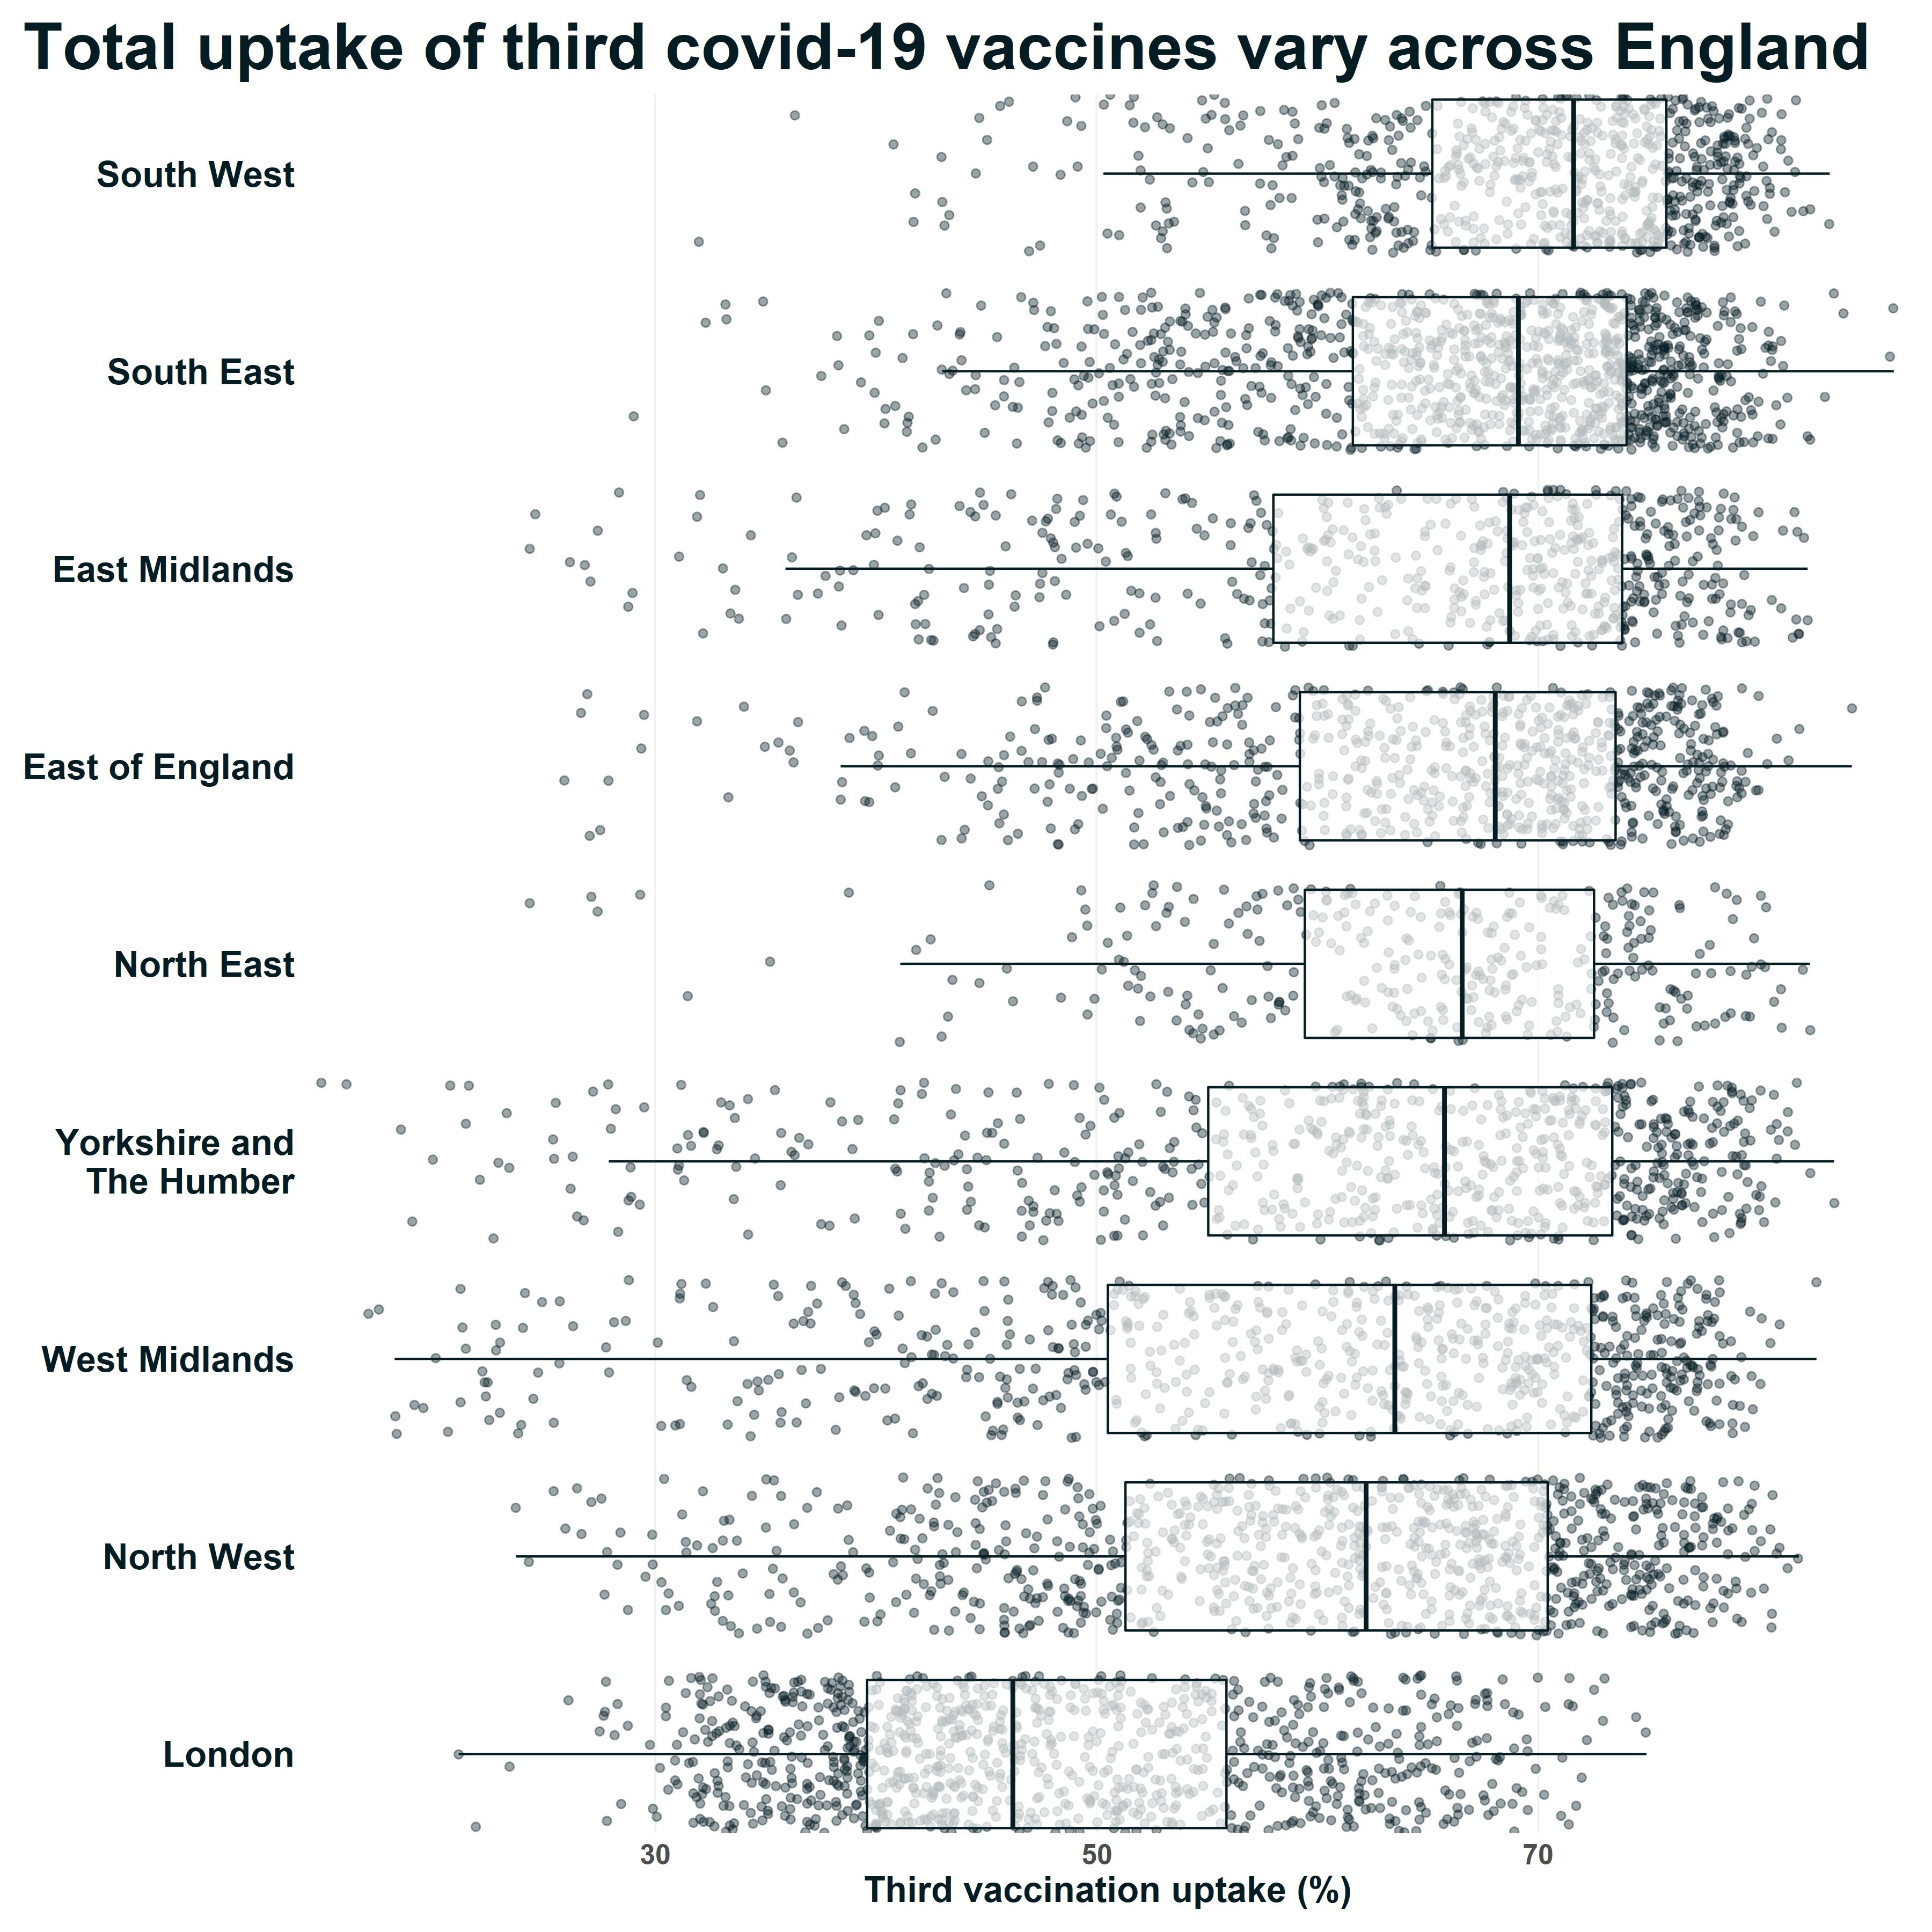 Total uptake of third covid-19 vaccines vary across England
South West
South East
East Midlands
East of England
North East
Yorkshire and
The Humber
West Midlands
North West
London
30 50 70
Third vaccination uptake (%)